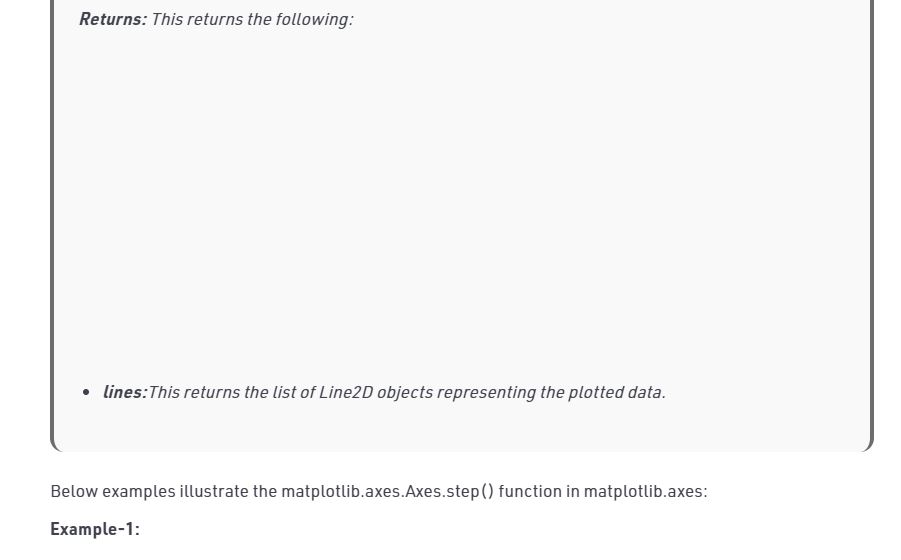 Returns: This returns the following:
• lines:This returns the list of Line2D objects representing the plotted data.
Below examples illustrate the matplotlib.axes.Axes.step() function in matplotlib.axes:
Example-1: